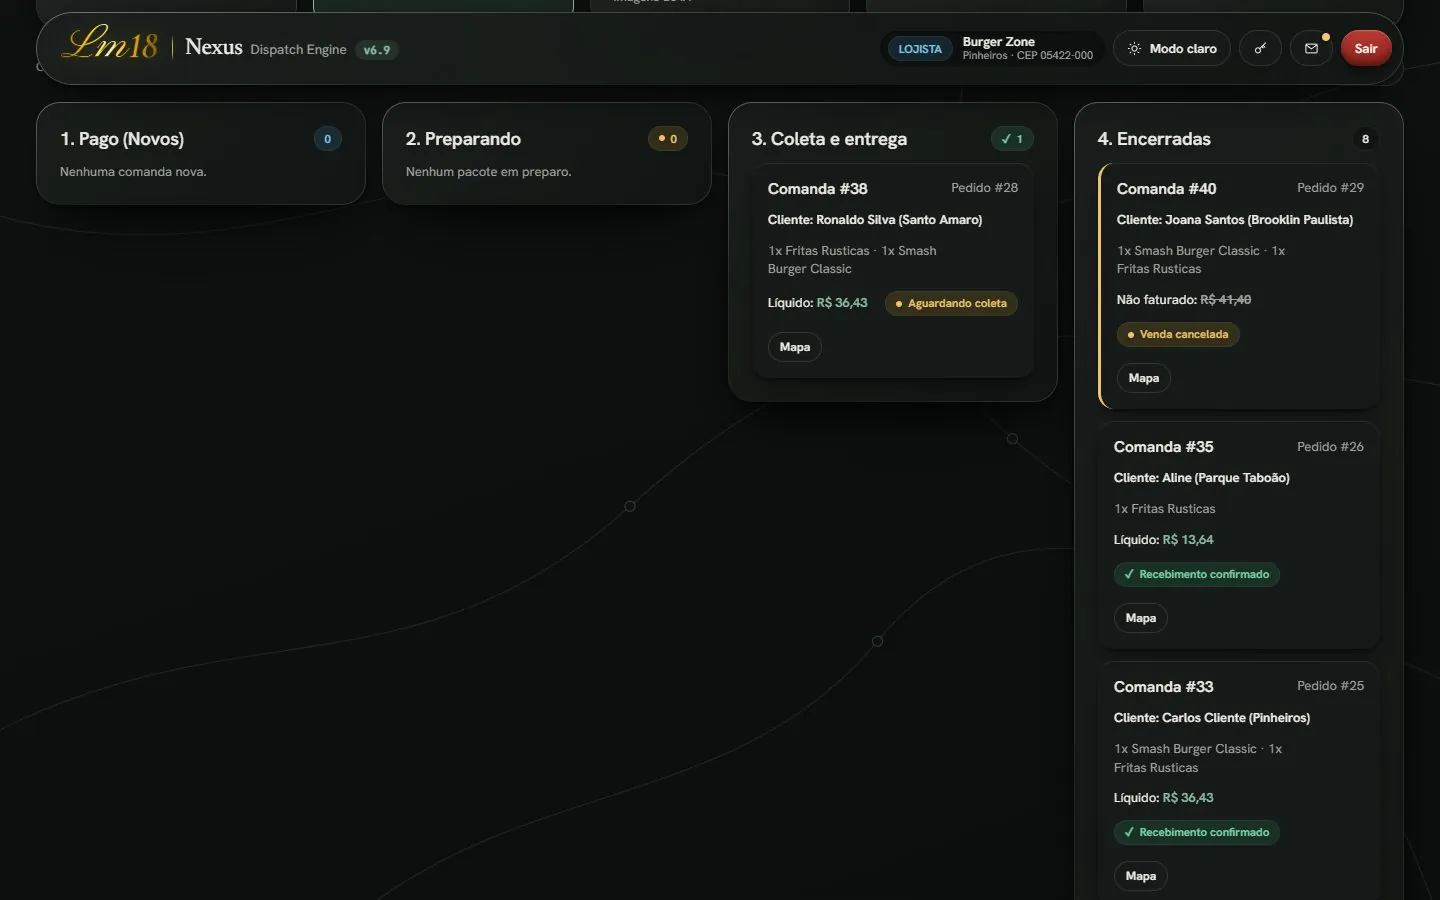 Lm18
Nexus Dispatch Engine v6.9
LOJISTA
Burger Zone
Pinheiros · CEP 05422-000
Modo claro
Sair
1. Pago (Novos) 0
Nenhuma comanda nova.
2. Preparando 0
Nenhum pacote em preparo.
3. Coleta e entrega ✓ 1
Comanda #38 Pedido #28
Cliente: Ronaldo Silva (Santo Amaro)
1x Fritas Rusticas · 1x Smash
Burger Classic
Líquido: R$ 36,43 Aguardando coleta
Mapa
4. Encerradas 8
Comanda #40 Pedido #29
Cliente: Joana Santos (Brooklin Paulista)
1x Smash Burger Classic · 1x
Fritas Rusticas
Não faturado: R$ 41,40
Venda cancelada
Mapa
Comanda #35 Pedido #26
Cliente: Aline (Parque Taboão)
1x Fritas Rusticas
Líquido: R$ 13,64
✓ Recebimento confirmado
Mapa
Comanda #33 Pedido #25
Cliente: Carlos Cliente (Pinheiros)
1x Smash Burger Classic · 1x
Fritas Rusticas
Líquido: R$ 36,43
✓ Recebimento confirmado
Mapa